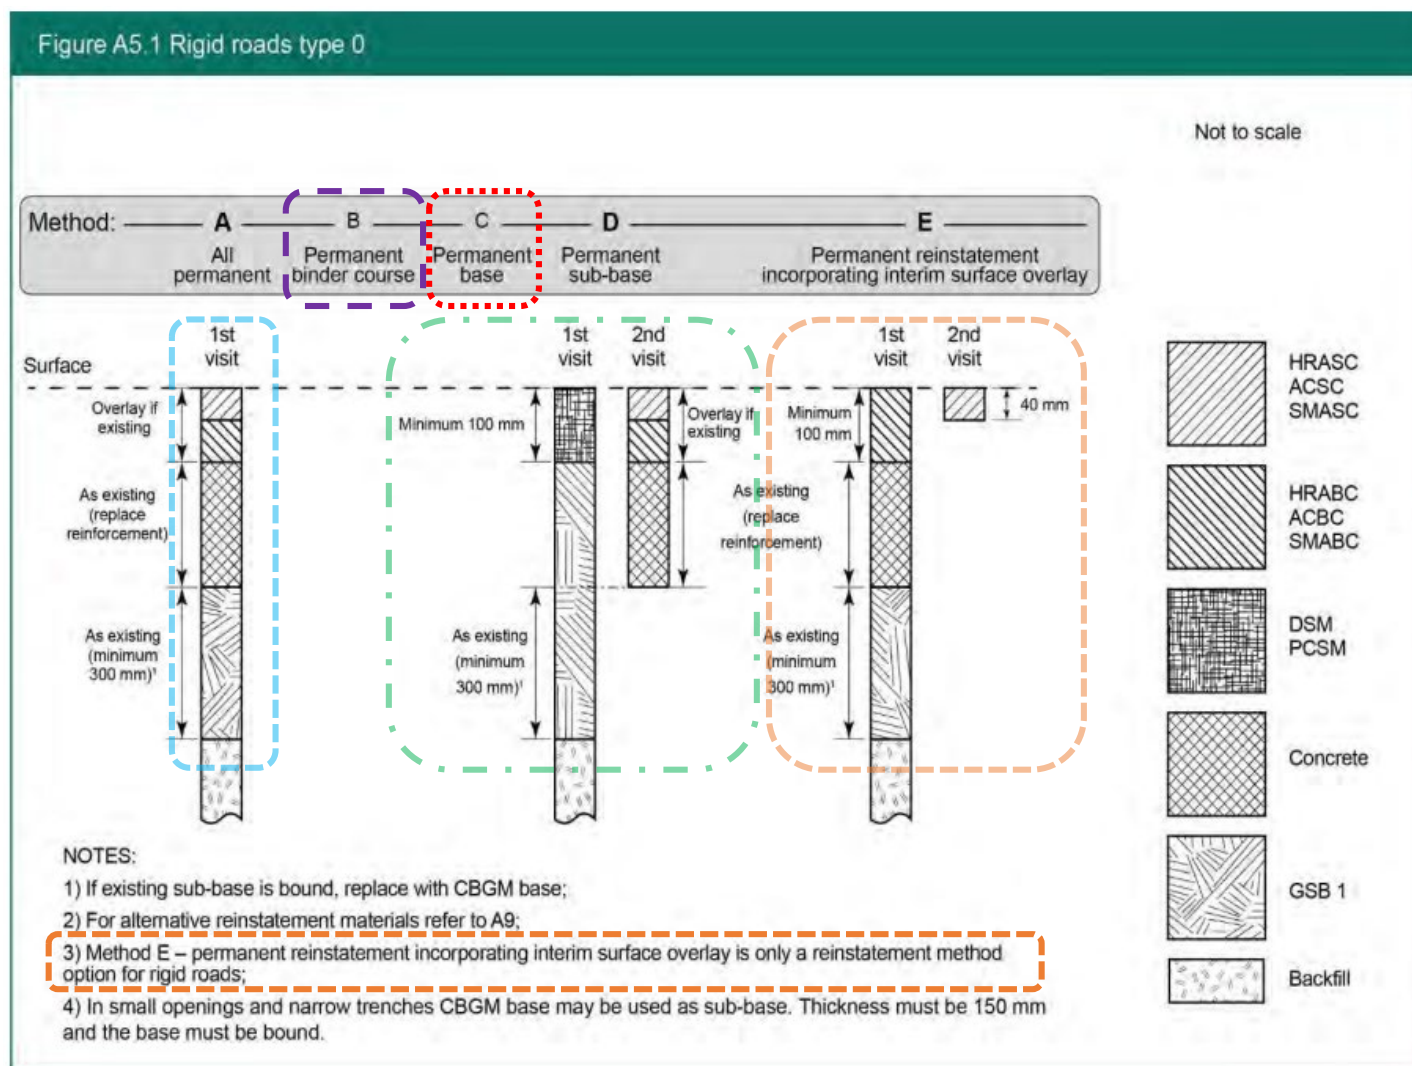 Figure A5.1 Rigid roads type 0
Not to scale
Method: A B C D E
All
permanent
Permanent
binder course
Permanent
base
Permanent
sub-base
Permanent reinstatement
incorporating interim surface overlay
1st
visit
1st
visit
2nd
visit
1st
visit
2nd
visit
Surface
Overlay if
existing
As existing
(replace
reinforcement)
As existing
(minimum
300 mm)¹
Minimum 100 mm
As existing
(minimum
300 mm)¹
Overlay if
existing
As existing
(replace
reinforcement)
Minimum
100 mm
As existing
(minimum
300 mm)¹
40 mm
HRASC
ACSC
SMASC
HRABC
ACBC
SMABC
DSM
PCSM
Concrete
GSB 1
Backfill
NOTES:
1) If existing sub-base is bound, replace with CBGM base;
2) For alternative reinstatement materials refer to A9;
3) Method E – permanent reinstatement incorporating interim surface overlay is only a reinstatement method
option for rigid roads;
4) In small openings and narrow trenches CBGM base may be used as sub-base. Thickness must be 150 mm
and the base must be bound.